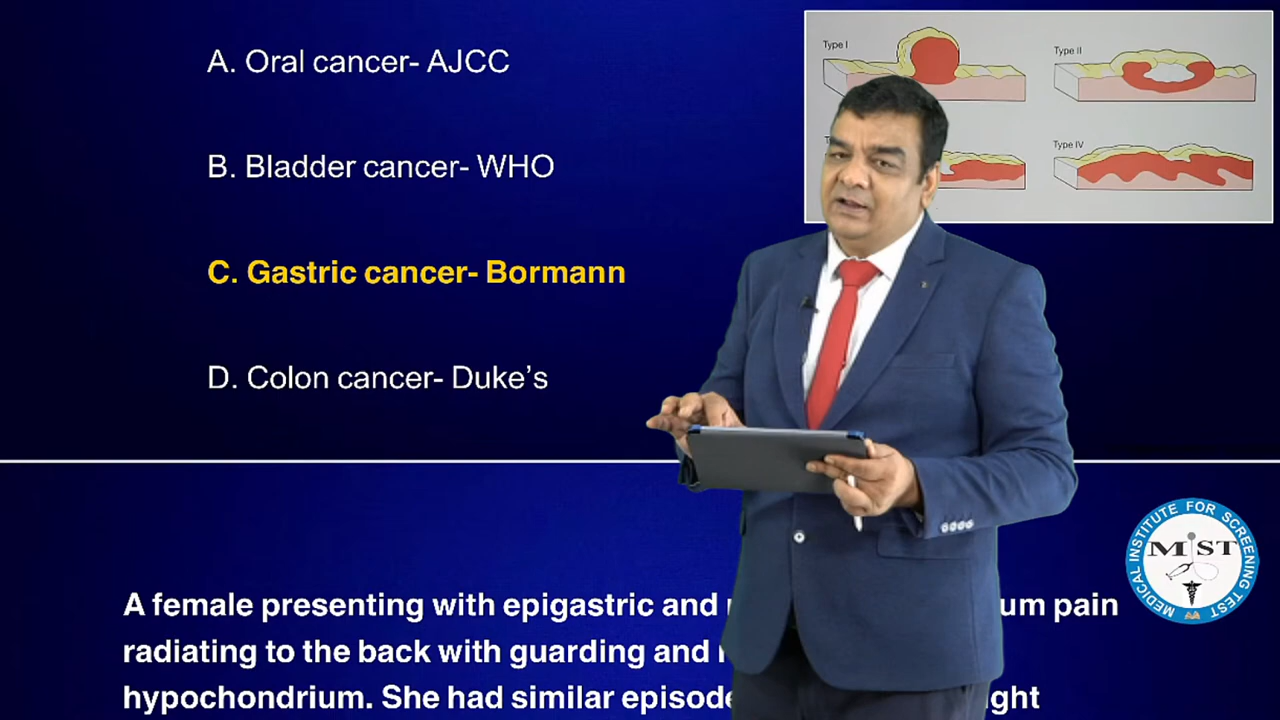 A. Oral cancer- AJCC
Type I
Type II
B. Bladder cancer- WHO
Type IV
C. Gastric cancer- Bormann
D. Colon cancer- Duke’s
MEDICAL INSTITUTE FOR SCREENING TEST
MIST
A female presenting with epigastric and um pain
radiating to the back with guarding and
hypochondrium. She had similar episode ght